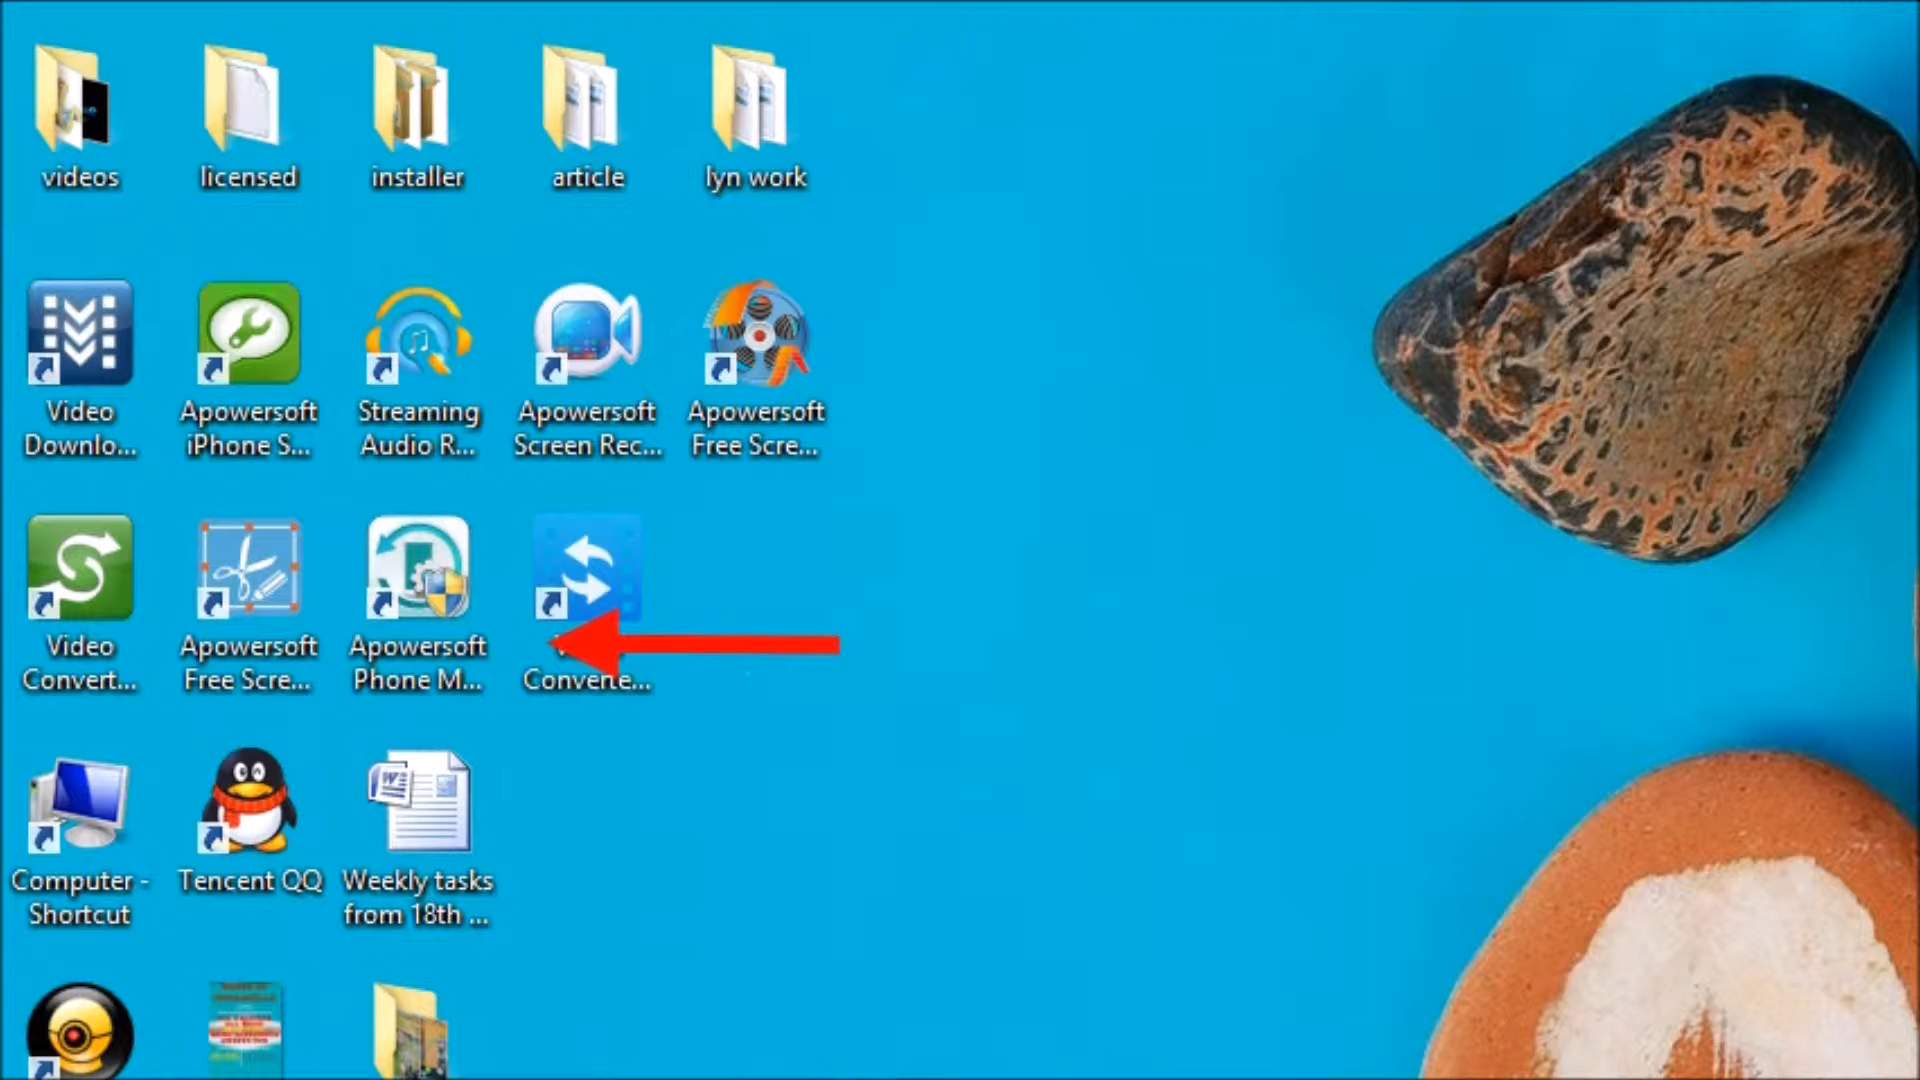 videos
licensed
installer
article
lyn work
Video
Downlo...
Apowersoft
iPhone S...
Streaming
Audio R...
Apowersoft
Screen Rec...
Apowersoft
Free Scre...
Video
Convert...
Apowersoft
Free Scre...
Apowersoft
Phone M...
Converte...
Computer -
Shortcut
Tencent QQ
Weekly tasks
from 18th ...